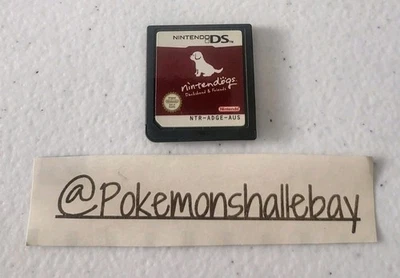 NINTENDO DS
nintendogs
Dachshund & Friends
Nintendo
NTR-ADGE-AUS
@Pokemonshallebay